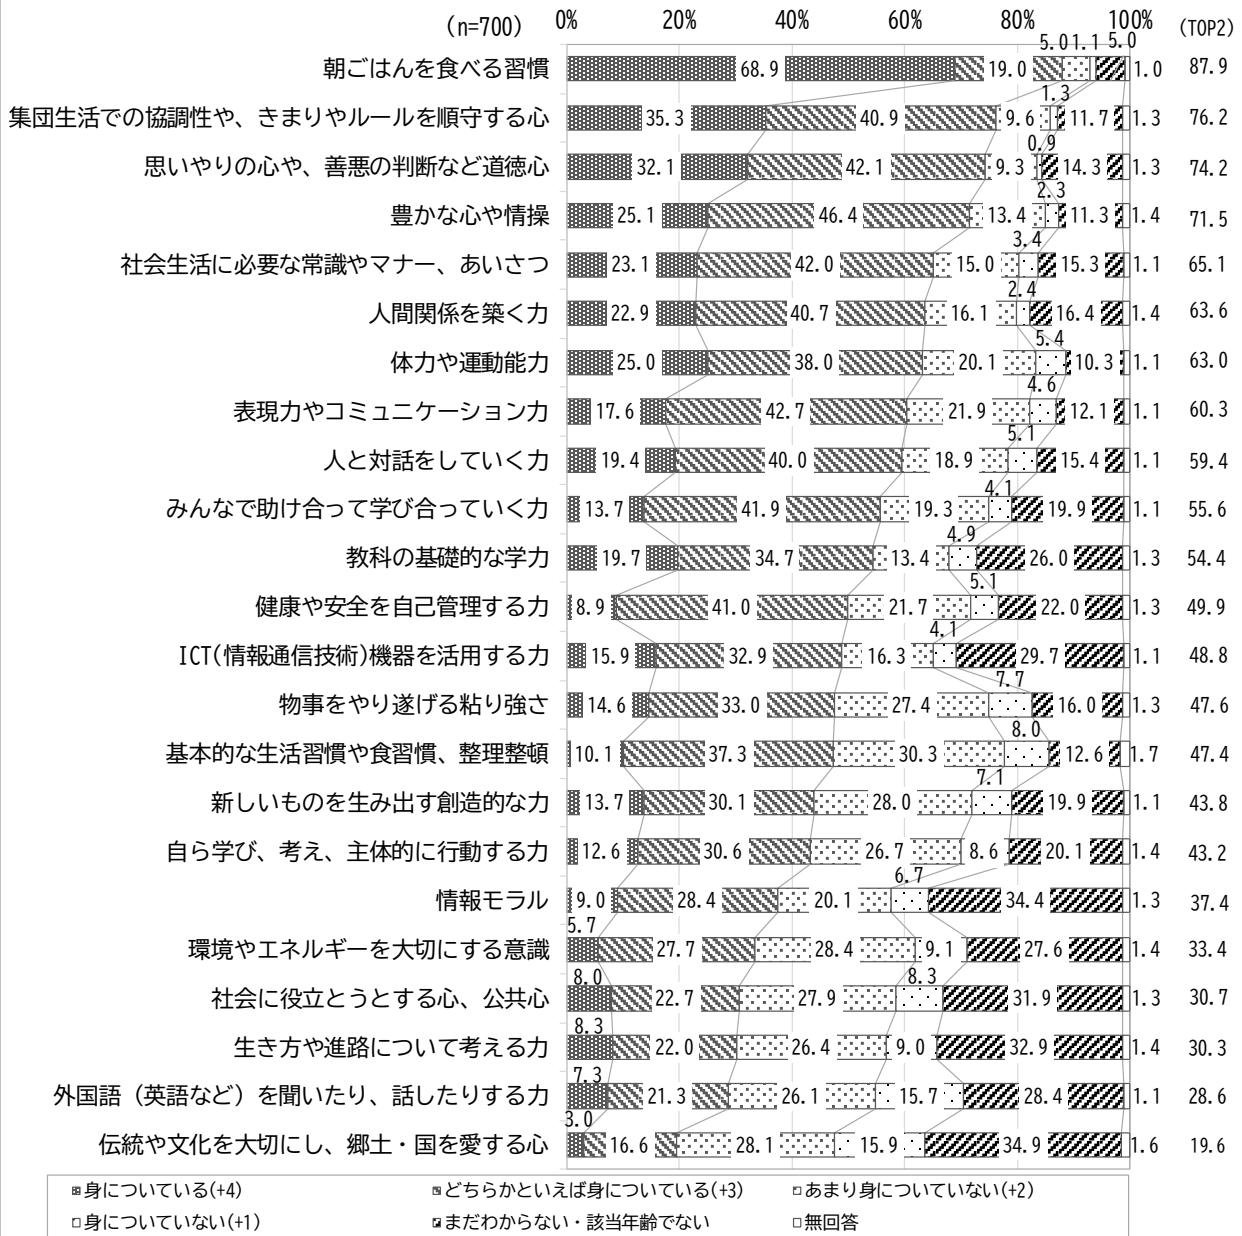 (n=700) 0% 20% 40% 60% 80% 100% (TOP2)
朝ごはんを食べる習慣 68.9 19.0 5.0 1.1 5.0 1.0 87.9
集団生活での協調性や、きまりやルールを順守する心 35.3 40.9 9.6 1.3 11.7 1.3 76.2
思いやりの心や、善悪の判断など道徳心 32.1 42.1 9.3 0.9 14.3 1.3 74.2
豊かな心や情操 25.1 46.4 13.4 2.3 11.3 1.4 71.5
社会生活に必要な常識やマナー、あいさつ 23.1 42.0 15.0 3.4 15.3 1.1 65.1
人間関係を築く力 22.9 40.7 16.1 2.4 16.4 1.4 63.6
体力や運動能力 25.0 38.0 20.1 5.4 10.3 1.1 63.0
表現力やコミュニケーション力 17.6 42.7 21.9 4.6 12.1 1.1 60.3
人と対話をしていく力 19.4 40.0 18.9 5.1 15.4 1.1 59.4
みんなで助け合って学び合っていく力 13.7 41.9 19.3 4.1 19.9 1.1 55.6
教科の基礎的な学力 19.7 34.7 13.4 4.9 26.0 1.3 54.4
健康や安全を自己管理する力 8.9 41.0 21.7 5.1 22.0 1.3 49.9
ICT(情報通信技術)機器を活用する力 15.9 32.9 16.3 4.1 29.7 1.1 48.8
物事をやり遂げる粘り強さ 14.6 33.0 27.4 7.7 16.0 1.3 47.6
基本的な生活習慣や食習慣、整理整頓 10.1 37.3 30.3 8.0 12.6 1.7 47.4
新しいものを生み出す創造的な力 13.7 30.1 28.0 7.1 19.9 1.1 43.8
自ら学び、考え、主体的に行動する力 12.6 30.6 26.7 8.6 20.1 1.4 43.2
情報モラル 9.0 28.4 20.1 6.7 34.4 1.3 37.4
環境やエネルギーを大切にする意識 5.7 27.7 28.4 9.1 27.6 1.4 33.4
社会に役立とうとする心、公共心 8.0 22.7 27.9 8.3 31.9 1.3 30.7
生き方や進路について考える力 8.3 22.0 26.4 9.0 32.9 1.4 30.3
外国語（英語など）を聞いたり、話したりする力 7.3 21.3 26.1 15.7 28.4 1.1 28.6
伝統や文化を大切にし、郷土・国を愛する心 3.0 16.6 28.1 15.9 34.9 1.6 19.6
身についている(+4) どちらかといえば身についている(+3) あまり身についていない(+2)
身についていない(+1) まだわからない・該当年齢でない 無回答